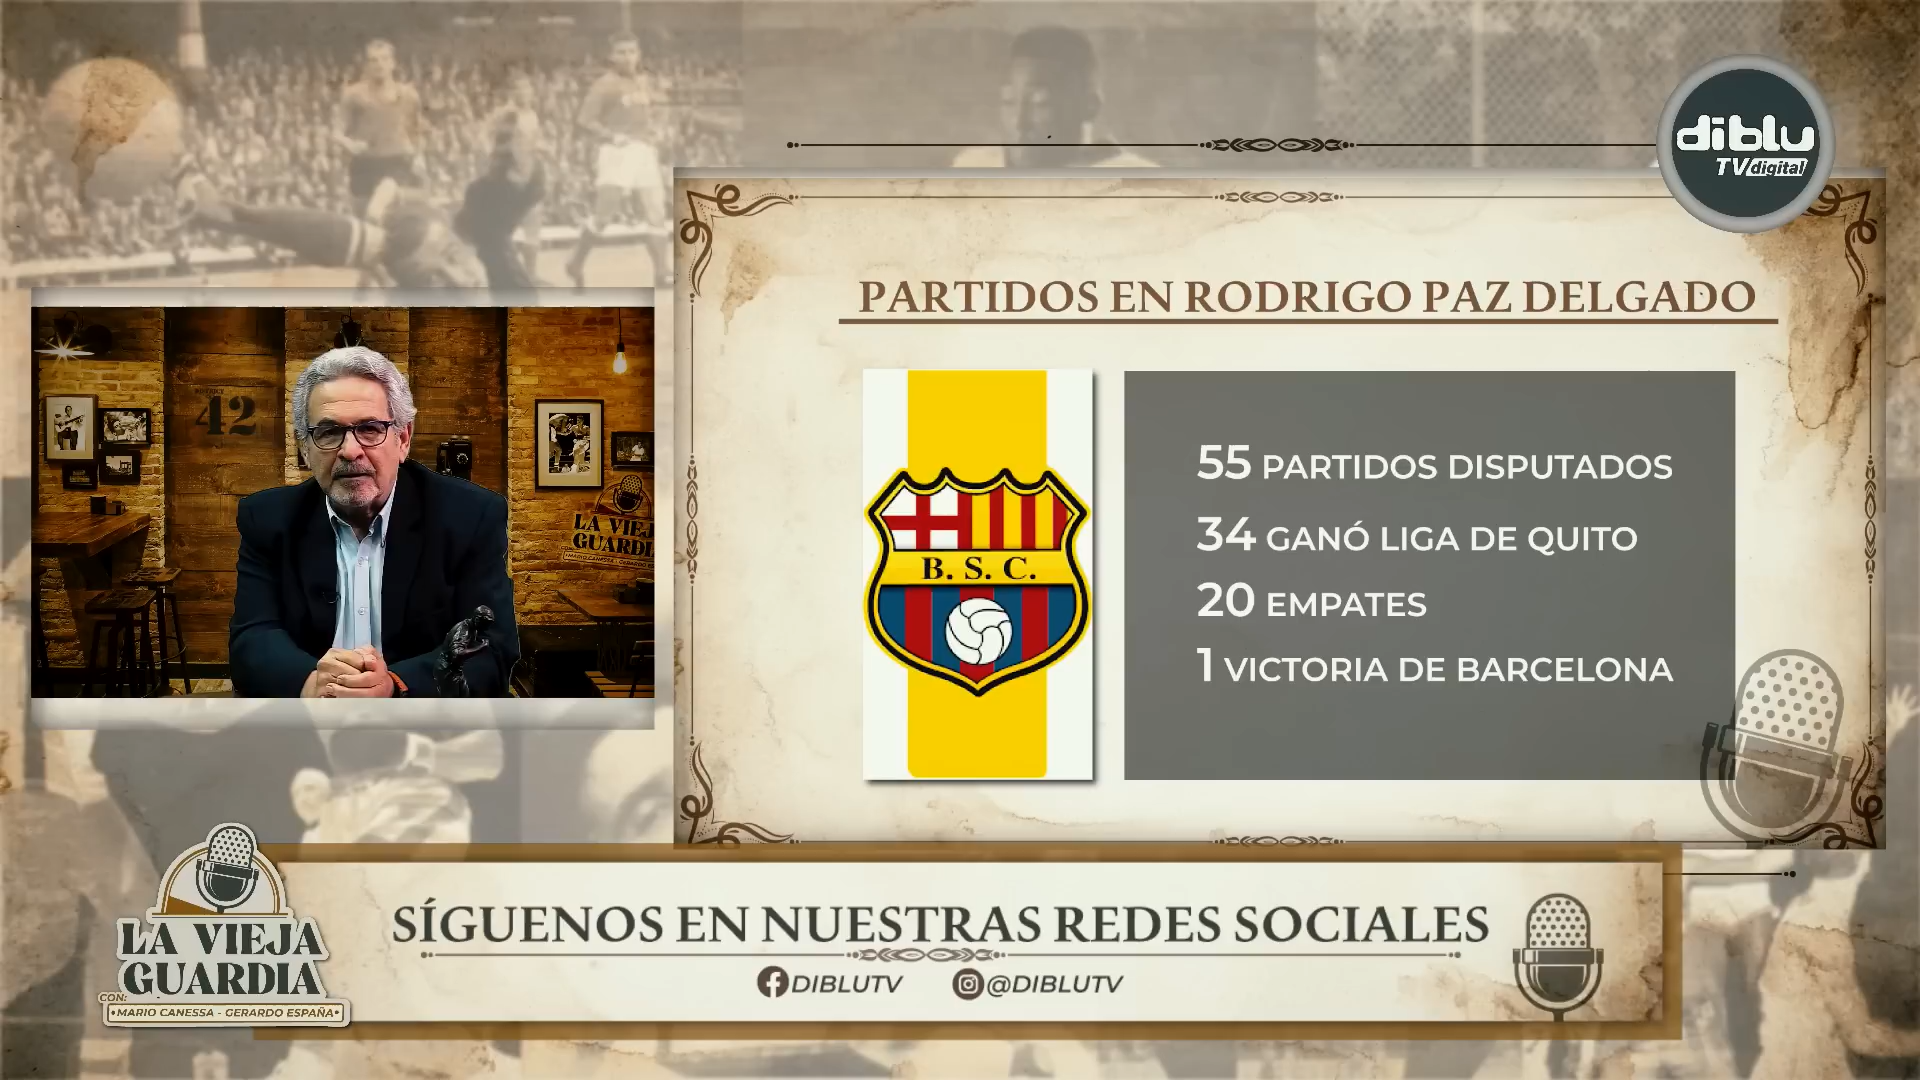 diblu
TV digital
PARTIDOS EN RODRIGO PAZ DELGADO
42
LA VIEJ
GUARDI
B. S. C.
55 PARTIDOS DISPUTADOS
34 GANÓ LIGA DE QUITO
20 EMPATES
1 VICTORIA DE BARCELONA
LA VIEJA
GUARDIA
CON:
•MARIO CANESSA - GERARDO ESPAÑA•
SÍGUENOS EN NUESTRAS REDES SOCIALES
DIBLUTV
@DIBLUTV